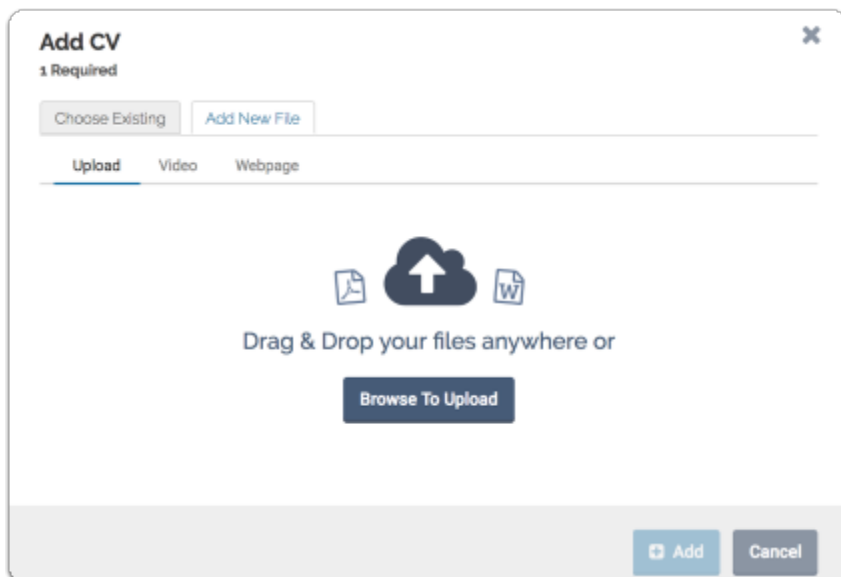 Add CV
1 Required
Choose Existing
Add New File
Upload
Video
Webpage
W
Drag & Drop your files anywhere or
Browse To Upload
Add
Cancel